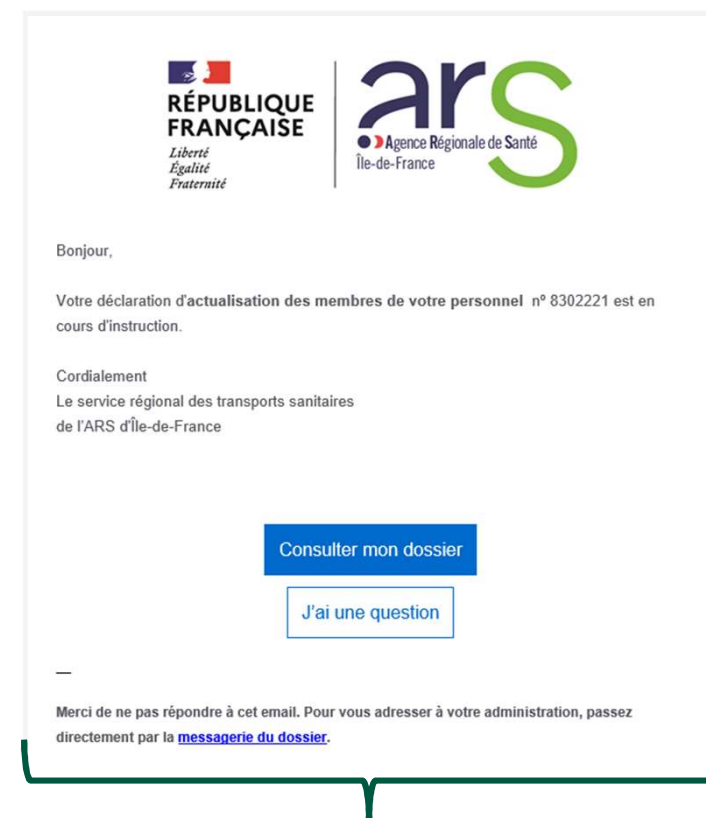 RÉPUBLIQUE
FRANÇAISE
Liberté
Égalité
Fraternité
ars
Agence Régionale de Santé
Île-de-France
Bonjour,
Votre déclaration d'actualisation des membres de votre personnel n° 8302221 est en
cours d'instruction.
Cordialement
Le service régional des transports sanitaires
de l'ARS d'Île-de-France
Consulter mon dossier
J'ai une question
—
Merci de ne pas répondre à cet email. Pour vous adresser à votre administration, passez
directement par la messagerie du dossier.